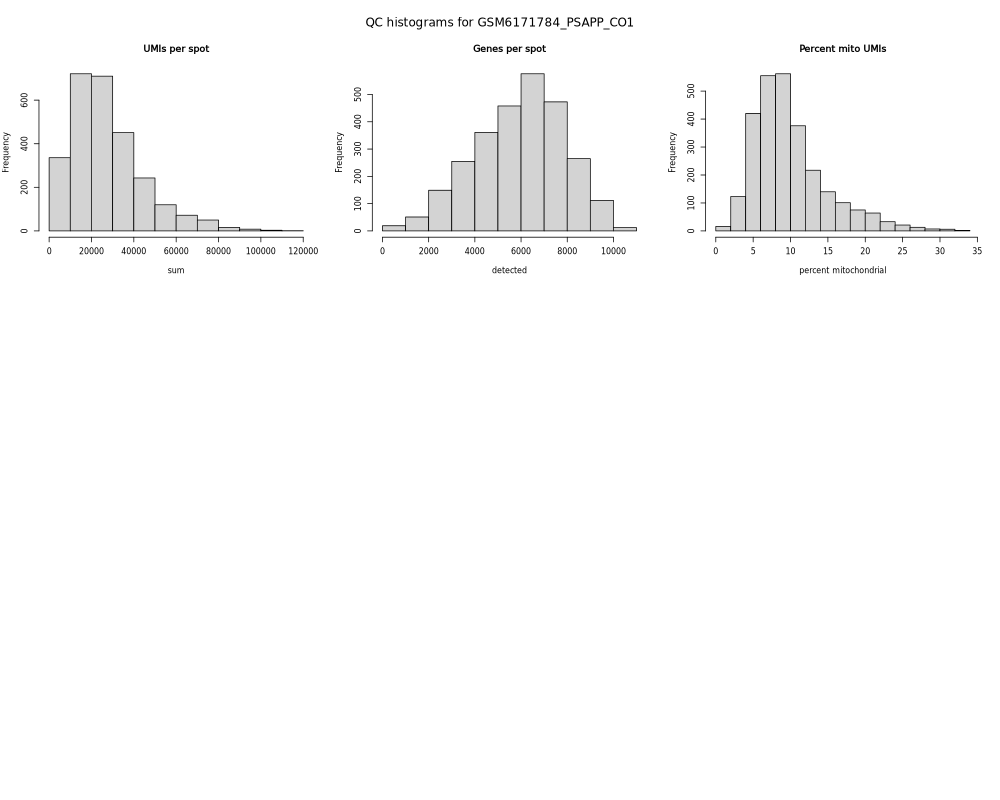 QC histograms for GSM6171784_PSAPP_CO1
UMIs per spot
Frequency
0 200 400 600
0 20000 40000 60000 80000 100000 120000
sum
Genes per spot
Frequency
0 100 200 300 400 500
0 2000 4000 6000 8000 10000
detected
Percent mito UMIs
Frequency
0 100 200 300 400 500
0 5 10 15 20 25 30 35
percent mitochondrial